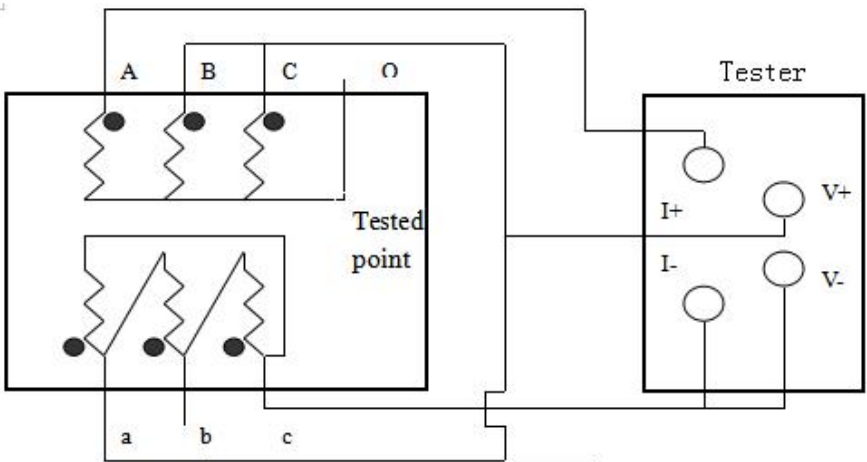 A B C O
Tester
I+ V+
Tested
point
I- V-
a b c